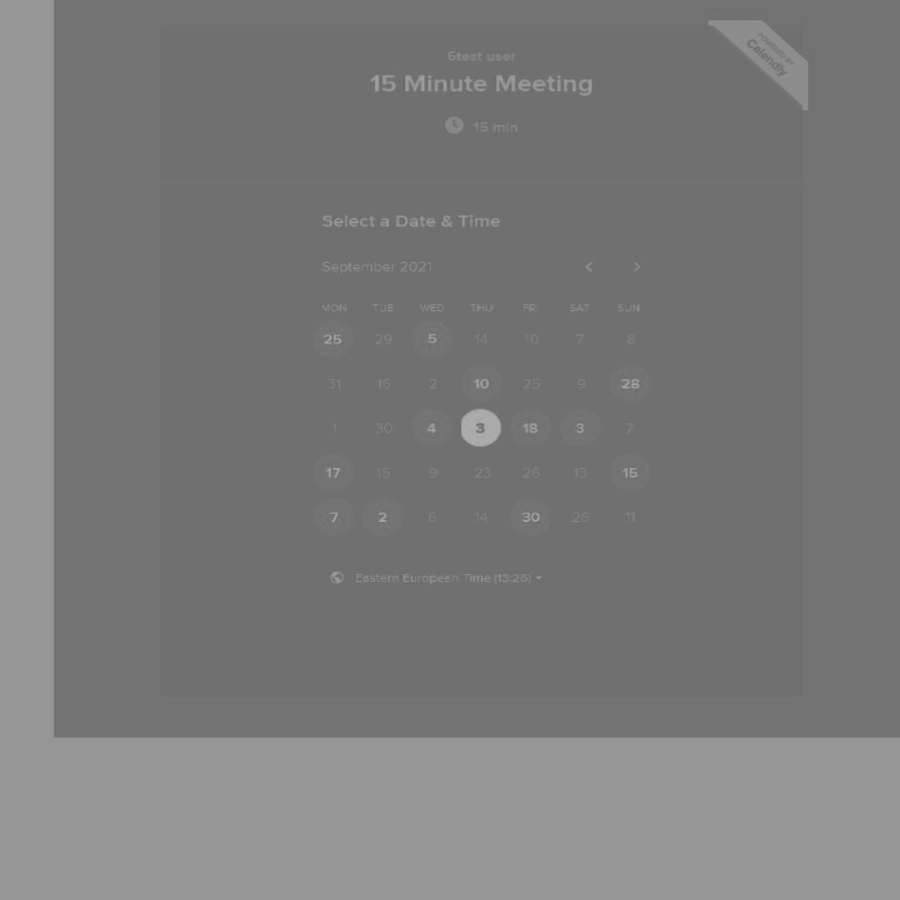 POWERED BY
Calendly
6test user
15 Minute Meeting
15 min
Select a Date & Time
September 2021
MON TUE WED THU FRI SAT SUN
25 29 5 14 10 7 8
31 16 2 10 25 9 28
1 30 4 3 18 3 7
17 15 9 23 26 13 15
7 2 6 14 30 26 11
Eastern European Time (13:26)